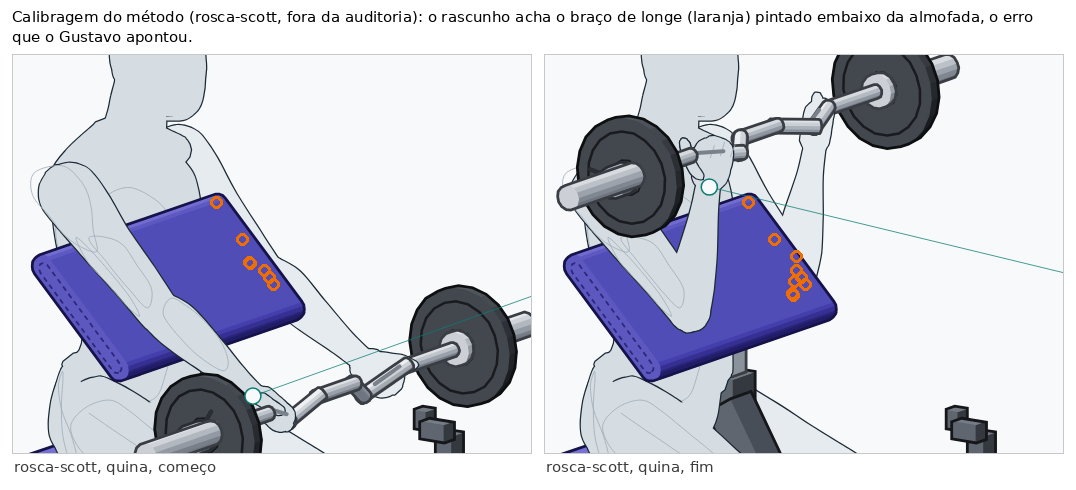 Calibragem do método (rosca-scott, fora da auditoria): o rascunho acha o braço de longe (laranja) pintado embaixo da almofada, o erro
que o Gustavo apontou.
rosca-scott, quina, começo
rosca-scott, quina, fim